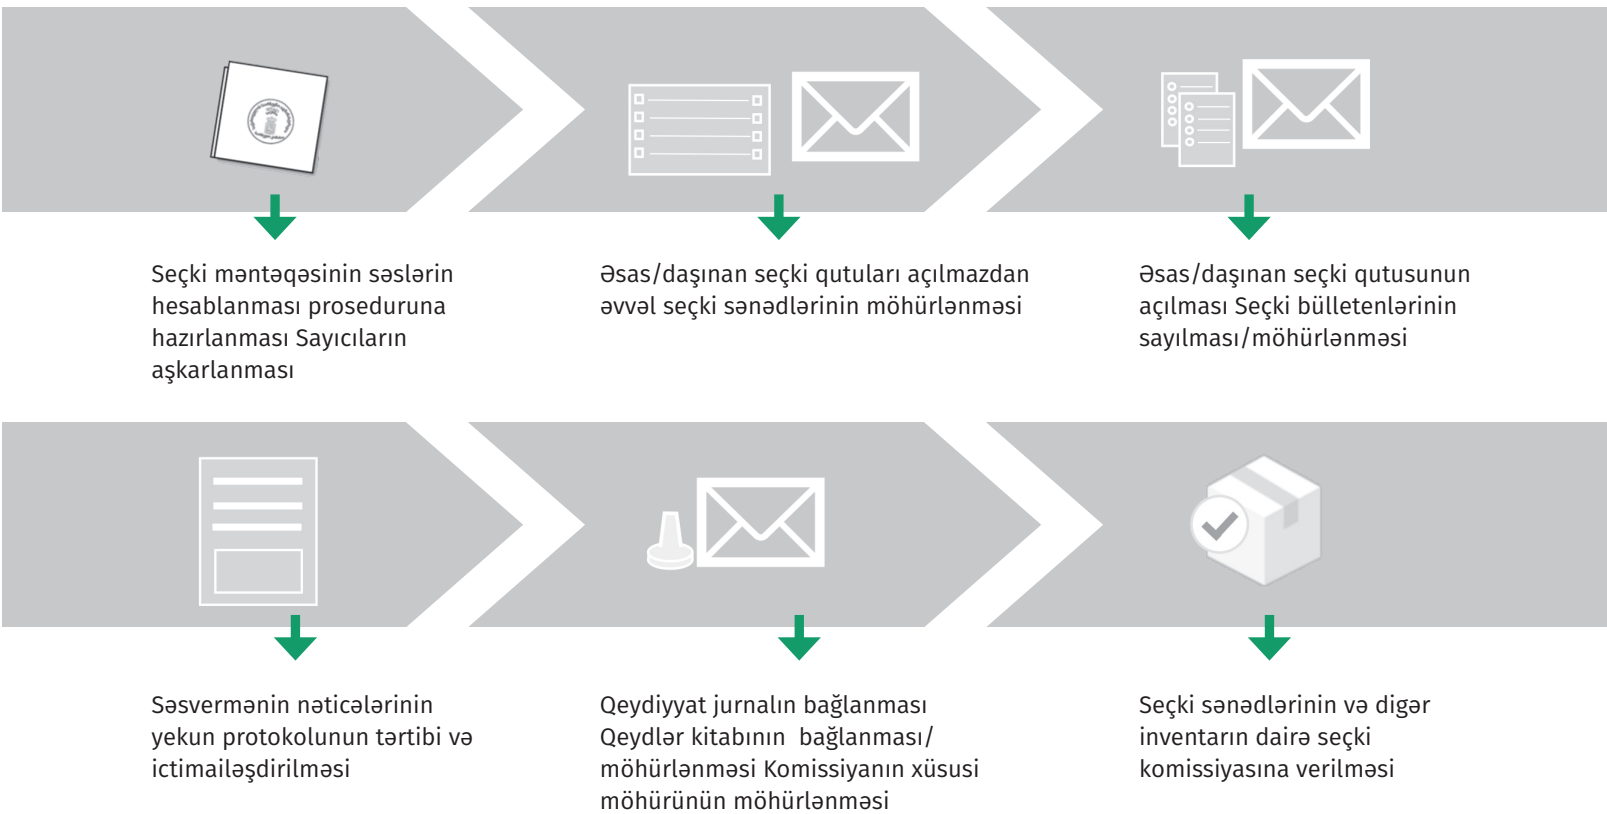 Seçki məntəqəsinin səslərin
hesablanması proseduruna
hazırlanması Sayıcıların
aşkarlanması
Əsas/daşınan seçki qutuları açılmazdan
əvvəl seçki sənədlərinin möhürlənməsi
Əsas/daşınan seçki qutusunun
açılması Seçki bülletenlərinin
sayılması/möhürlənməsi
Səsvermənin nəticələrinin
yekun protokolunun tərtibi və
ictimailəşdirilməsi
Qeydiyyat jurnalın bağlanması
Qeydlər kitabının  bağlanması/
möhürlənməsi Komissiyanın xüsusi
möhürünün möhürlənməsi
Seçki sənədlərinin və digər
inventarın dairə seçki
komissiyasına verilməsi